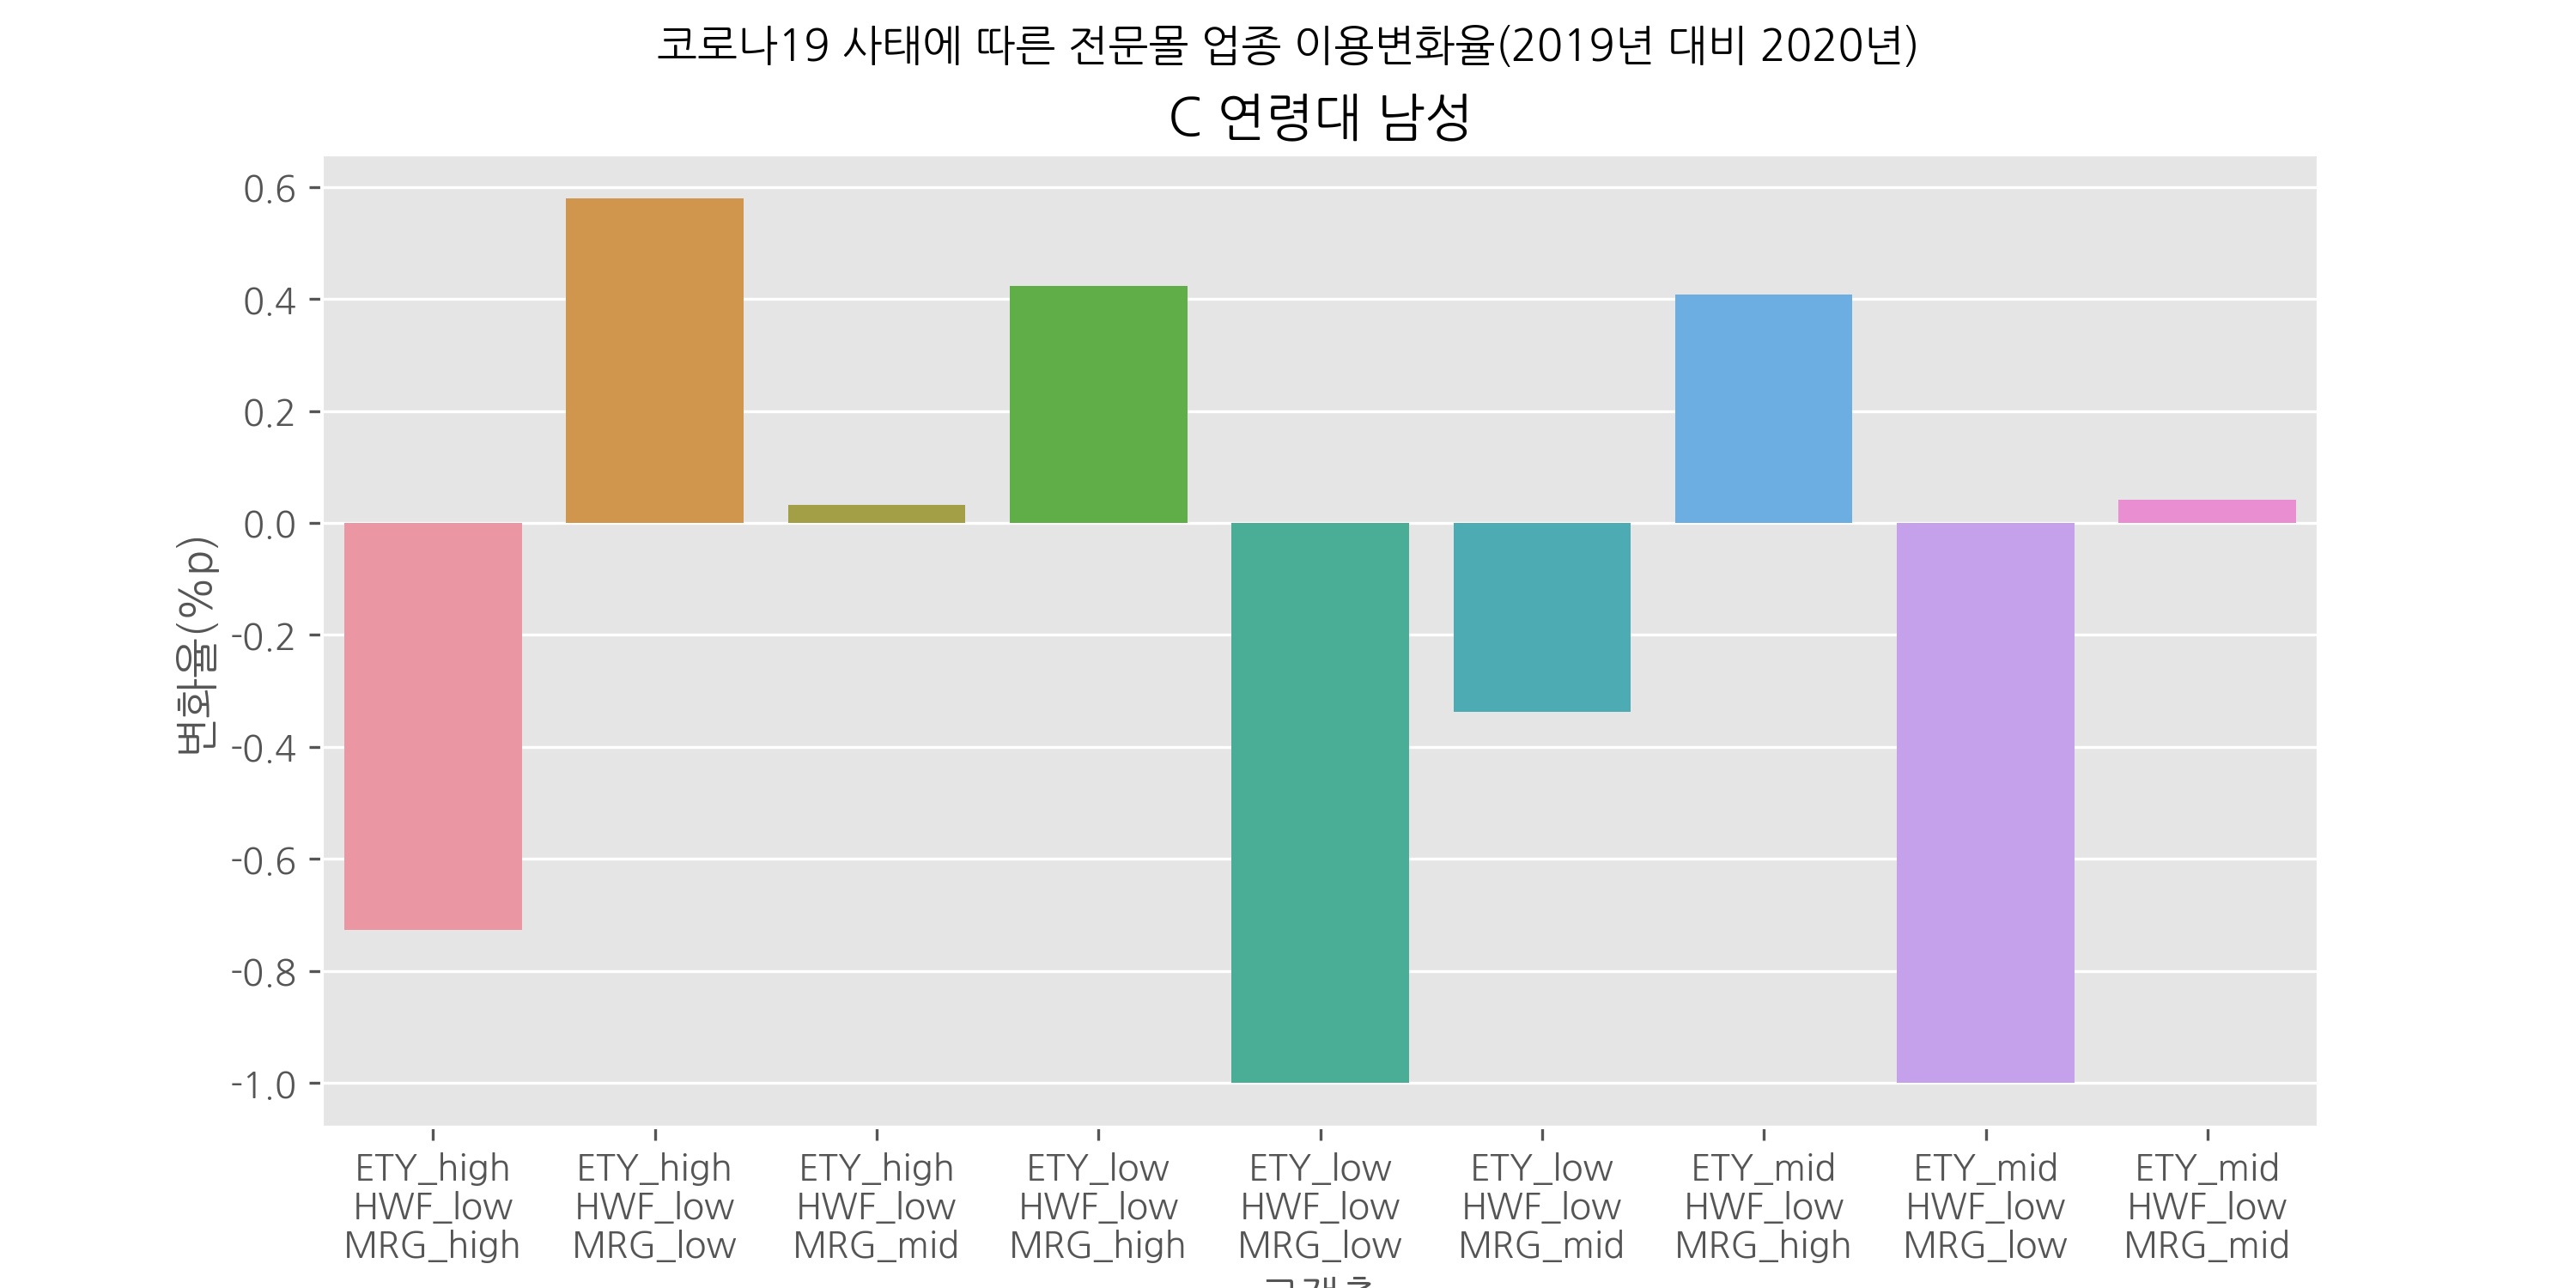 코로나19 사태에 따른 전문몰 업종 이용변화율(2019년 대비 2020년)
C 연령대 남성
변화율(%p)
0.6
0.4
0.2
0.0
-0.2
-0.4
-0.6
-0.8
-1.0
ETY_high ETY_high ETY_high ETY_low ETY_low ETY_low ETY_mid ETY_mid ETY_mid
HWF_low HWF_low HWF_low HWF_low HWF_low HWF_low HWF_low HWF_low HWF_low
MRG_high MRG_low MRG_mid MRG_high MRG_low MRG_mid MRG_high MRG_low MRG_mid